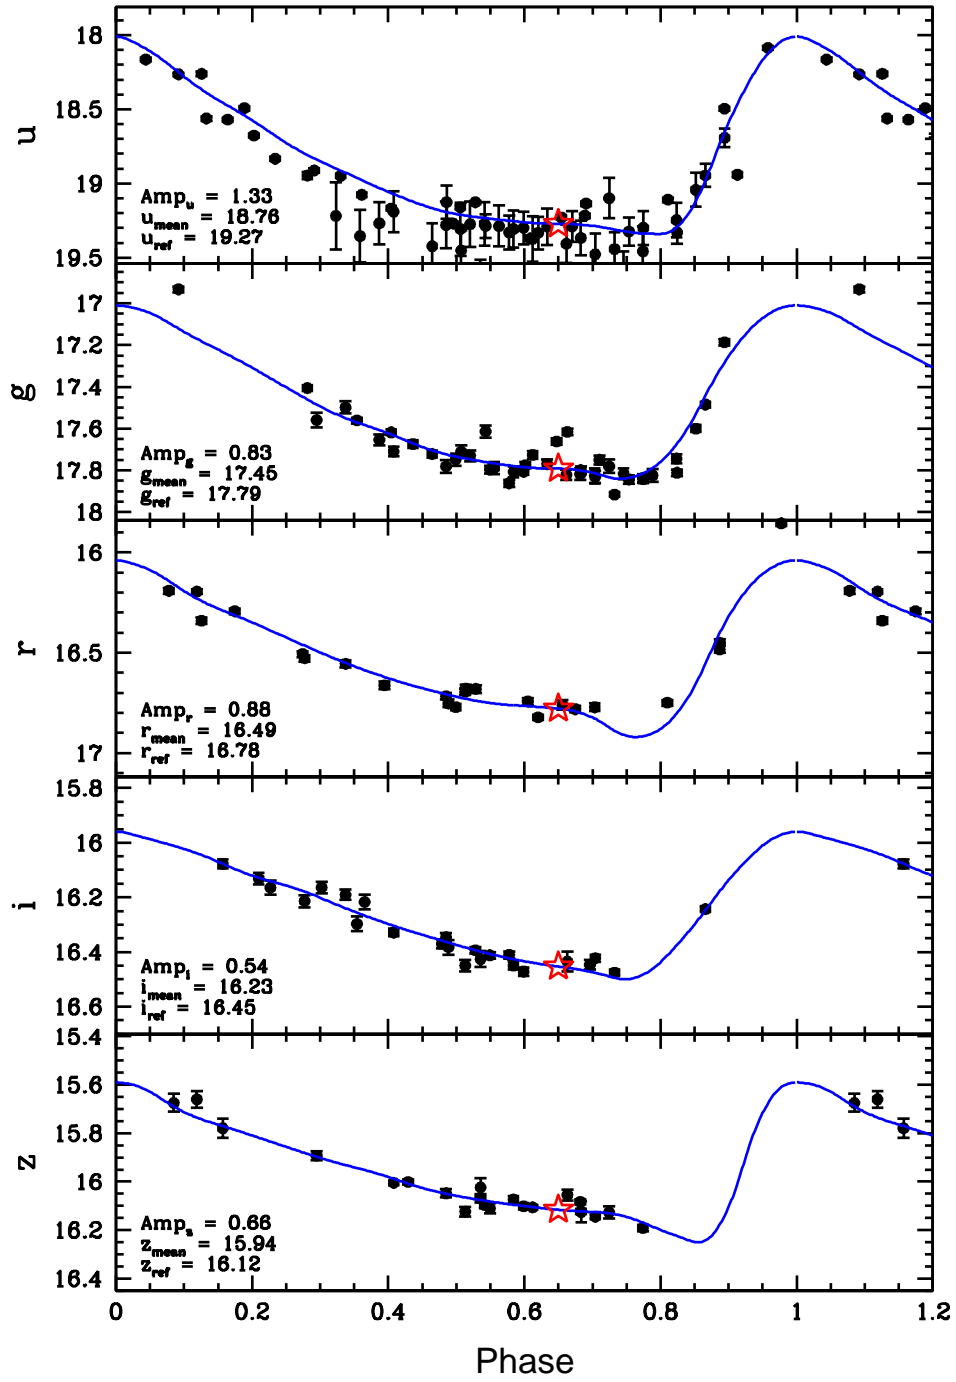 18
18.5
19
19.5
u
Amp_u = 1.33
u_mean = 18.76
u_ref = 19.27
17
17.2
17.4
17.6
17.8
18
g
Amp_g = 0.83
g_mean = 17.45
g_ref = 17.79
16
16.5
17
r
Amp_r = 0.88
r_mean = 16.49
r_ref = 16.78
15.8
16
16.2
16.4
16.6
i
Amp_i = 0.54
i_mean = 16.23
i_ref = 16.45
15.4
15.6
15.8
16
16.2
16.4
z
Amp_z = 0.66
z_mean = 15.94
z_ref = 16.12
0 0.2 0.4 0.6 0.8 1 1.2
Phase